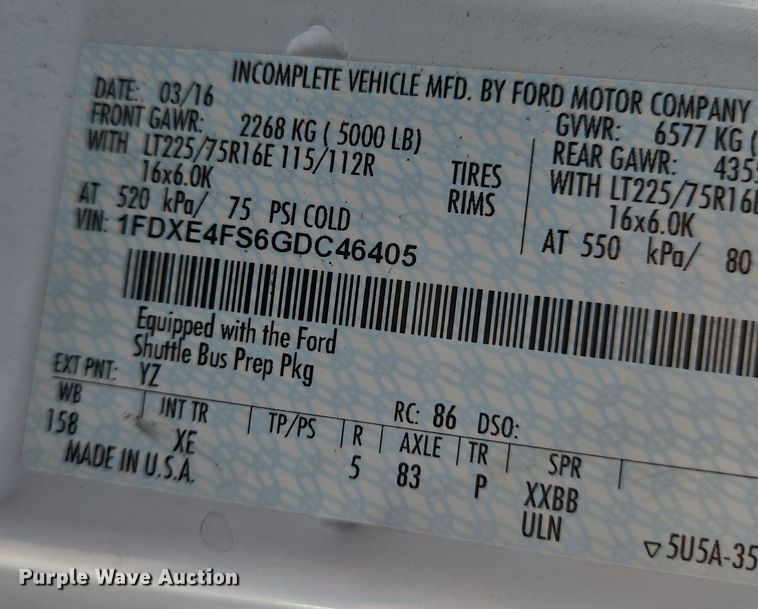 INCOMPLETE VEHICLE MFD. BY FORD MOTOR COMPANY
DATE: 03/16
GVWR: 6577 KG (
FRONT GAWR: 2268 KG ( 5000 LB)
REAR GAWR: 4355
WITH LT225/75R16E 115/112R TIRES
WITH LT225/75R16E
16x6.0K RIMS
16x6.0K
AT 520 kPa/ 75 PSI COLD
AT 550 kPa/ 80
VIN: 1FDXE4FS6GDC46405
Equipped with the Ford
Shuttle Bus Prep Pkg
EXT PNT: YZ RC: 86 DSO:
WB INT TR TP/PS R AXLE TR SPR
158 XE 5 83 P XXBB
MADE IN U.S.A. ULN
▽5U5A-35
Purple Wave Auction